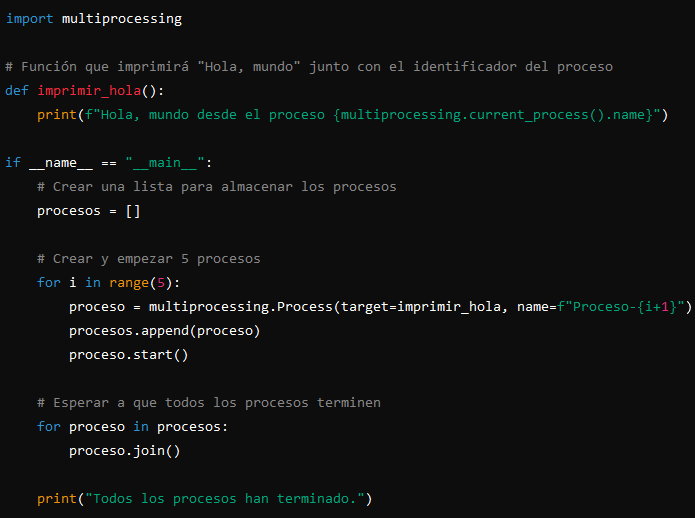 import multiprocessing
# Función que imprimirá "Hola, mundo" junto con el identificador del proceso
def imprimir_hola():
    print(f"Hola, mundo desde el proceso {multiprocessing.current_process().name}")
if __name__ == "__main__":
    # Crear una lista para almacenar los procesos
    procesos = []
    # Crear y empezar 5 procesos
    for i in range(5):
        proceso = multiprocessing.Process(target=imprimir_hola, name=f"Proceso-{i+1}")
        procesos.append(proceso)
        proceso.start()
    # Esperar a que todos los procesos terminen
    for proceso in procesos:
        proceso.join()
    print("Todos los procesos han terminado.")